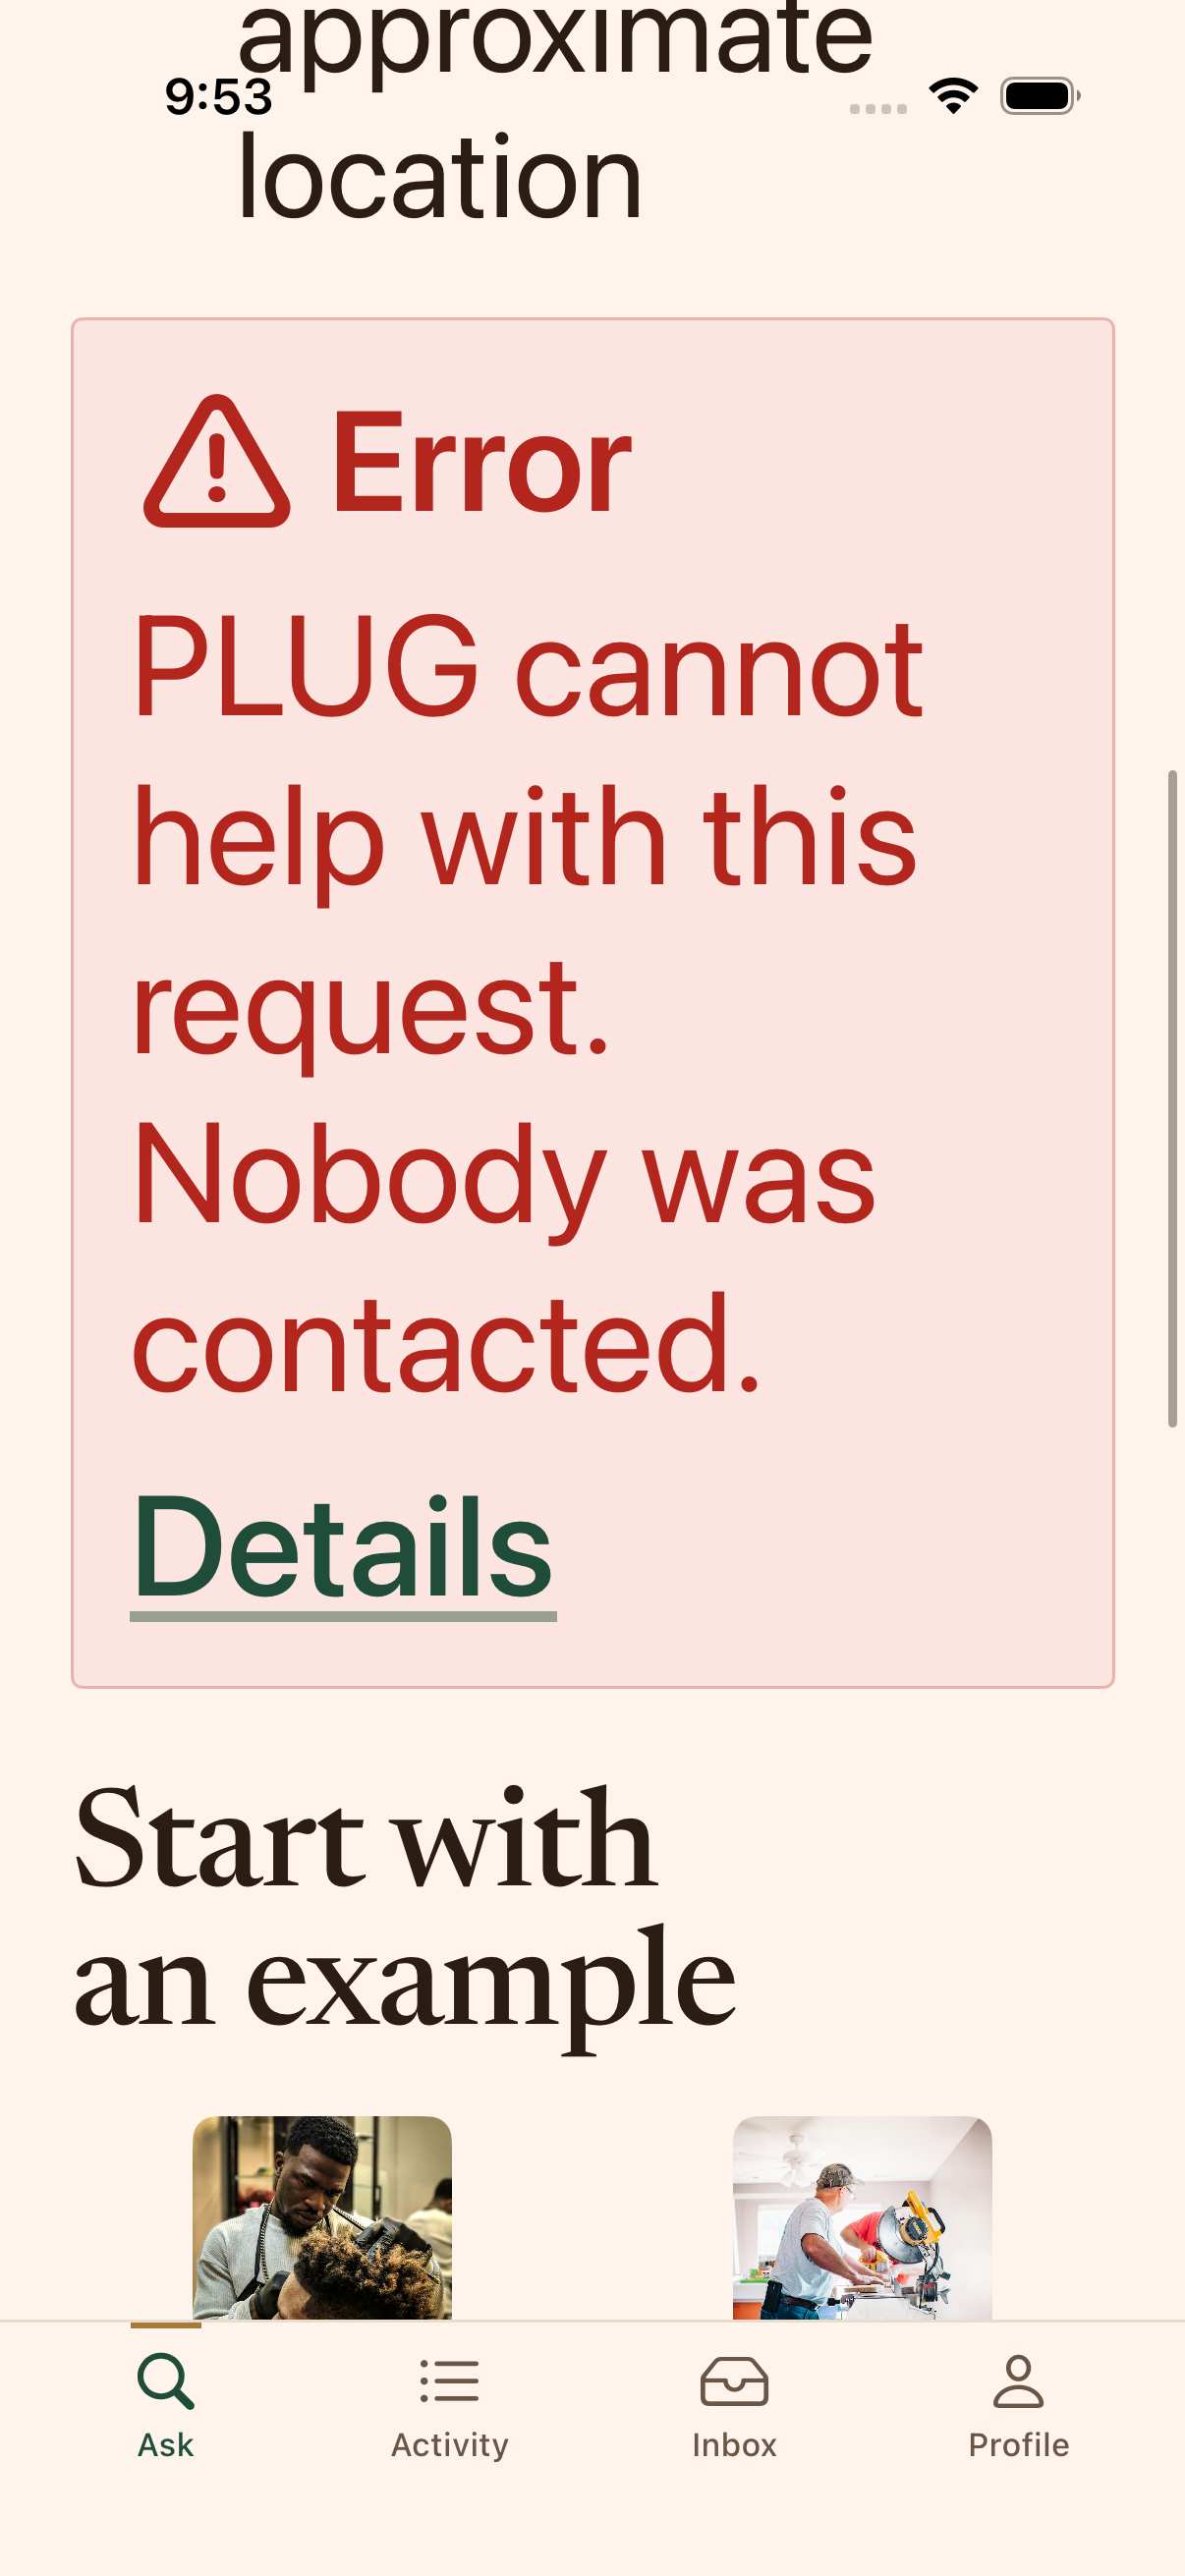 approximate
9:53
location
Error
PLUG cannot
help with this
request.
Nobody was
contacted.
Details
Start with
an example
Ask
Activity
Inbox
Profile